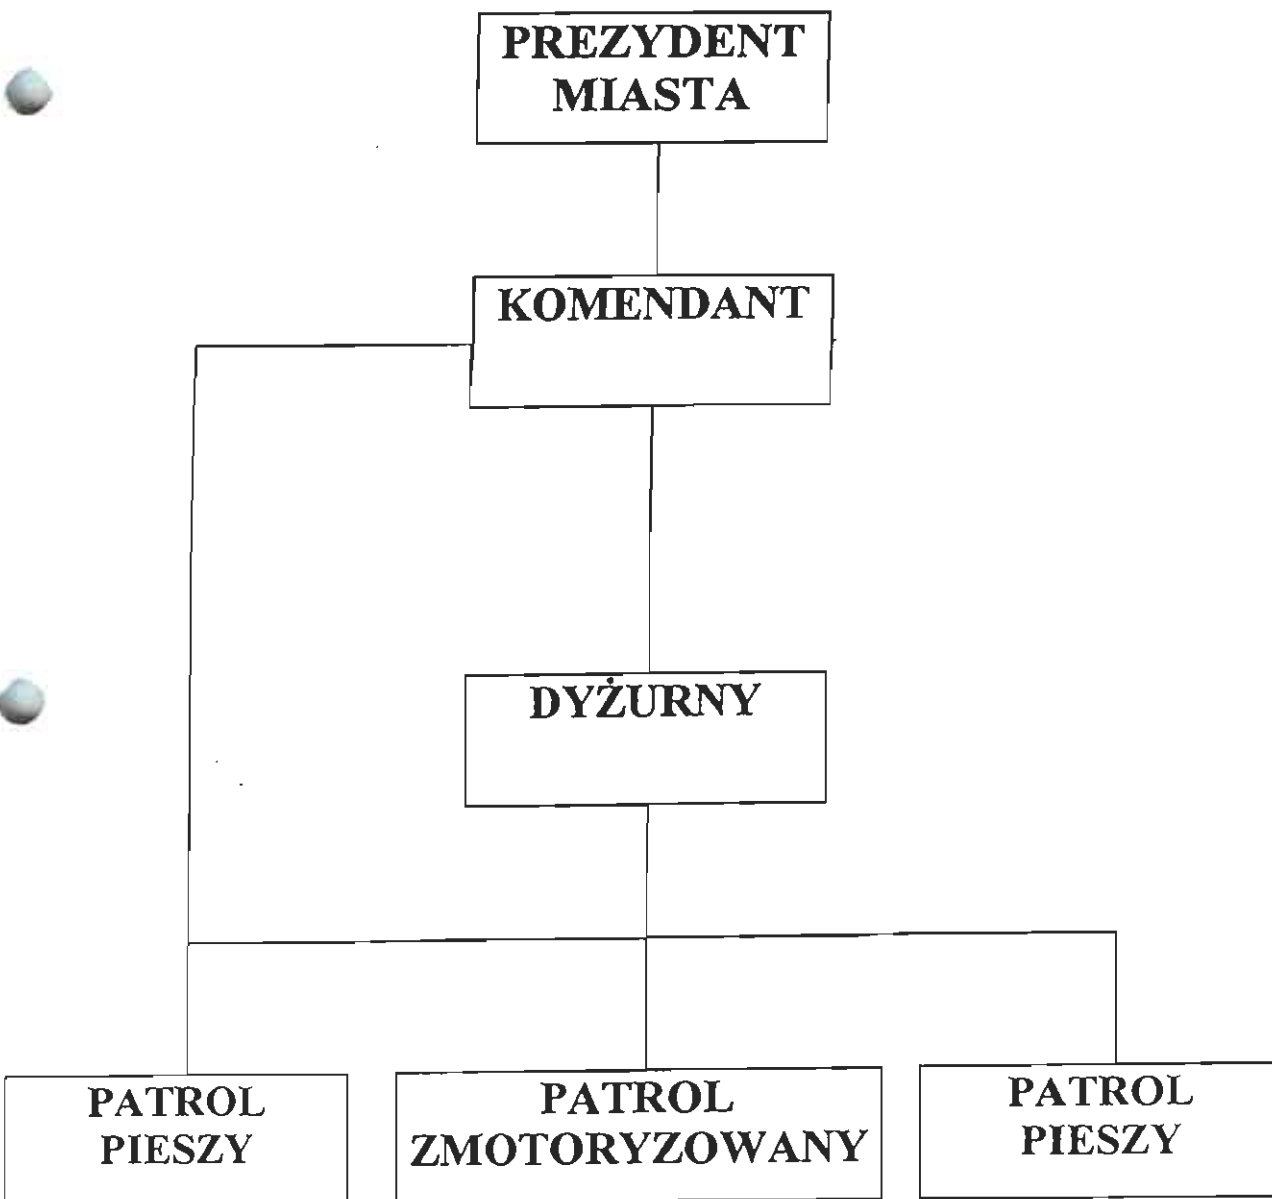 PREZYDENT
MIASTA
KOMENDANT
DYŻURNY
PATROL
PIESZY
PATROL
ZMOTORYZOWANY
PATROL
PIESZY